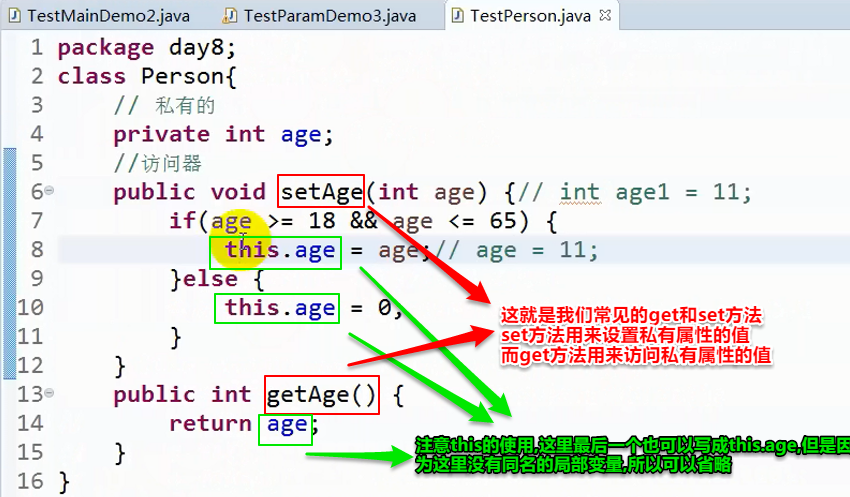 TestMainDemo2.java TestParamDemo3.java TestPerson.java
1 package day8;
2 class Person{
3 // 私有的
4 private int age;
5 //访问器
6 public void setAge(int age) {// int age1 = 11;
7 if(age >= 18 && age <= 65) {
8 this.age = age;// age = 11;
9 }else {
10 this.age = 0;
11 }
12 }
13 public int getAge() {
14 return age;
15 }
16 }
这就是我们常见的get和set方法
set方法用来设置私有属性的值
而get方法用来访问私有属性的值
注意this的使用,这里最后一个也可以写成this.age,但是因
为这里没有同名的局部变量,所以可以省略